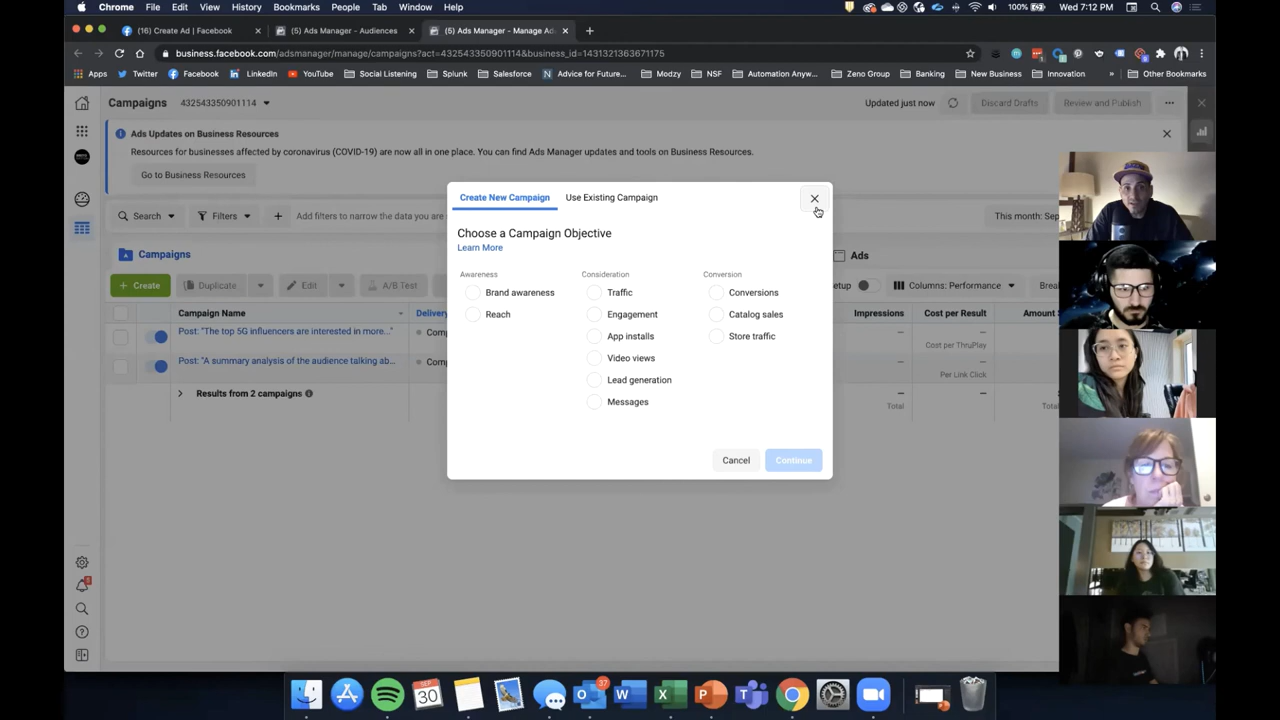 Chrome File Edit View History Bookmarks People Tab Window Help 100% Wed 7:12 PM
(16) Create Ad | Facebook (5) Ads Manager - Audiences (5) Ads Manager - Manage Ad
business.facebook.com/adsmanager/manage/campaigns?act=432543350901114&business_id=1431321363671175
Apps Twitter Facebook LinkedIn YouTube Social Listening Splunk Salesforce Advice for Future... Modzy NSF Automation Anyw... Zeno Group Banking New Business Innovation » Other Bookmarks
Campaigns 432543350901114 Updated just now Discard Drafts Review and Publish
Ads Updates on Business Resources
Resources for businesses affected by coronavirus (COVID-19) are now all in one place. You can find Ads Manager updates and tools on Business Resources.
Go to Business Resources
Create New Campaign Use Existing Campaign
Search Filters + Add filters to narrow the data you are s This month: Sep
Choose a Campaign Objective
Learn More
Campaigns Ads
Awareness Consideration Conversion
+ Create Duplicate Edit A/B Test etup Columns: Performance Brea
Brand awareness Traffic Conversions
Campaign Name Delivery Impressions Cost per Result Amount S
Reach Engagement Catalog sales
Post: "The top 5G influencers are interested in more..." Comp — —
App installs Store traffic
Cost per ThruPlay
Video views
Post: "A summary analysis of the audience talking ab... Comp — —
Per Link Click
Lead generation
Results from 2 campaigns — —
Messages
Total Total
Cancel Continue
SEP
30
37